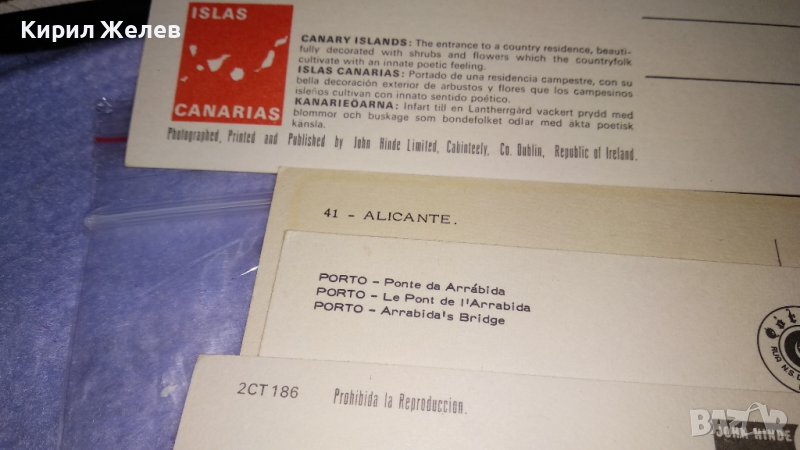 Кирил Желев
ISLAS
CANARIAS
CANARY ISLANDS: The entrance to a country residence, beauti-
fully decorated with shrubs and flowers which the countryfolk
cultivate with an innate poetic feeling.
ISLAS CANARIAS: Portado de una residencia campestre, con su
bella decoración exterior de arbustos y flores que los campesinos
isleños cultivan con innato sentido poético.
KANARIEÖARNA: Infart till en Lantherrgård vackert prydd med
blommor och buskage som bondefolket odlar med äkta poetisk
känsla.
Photographed, Printed and Published by John Hinde Limited, Cabinteely, Co. Dublin, Republic of Ireland.
41 - ALICANTE.
PORTO - Ponte da Arrábida
PORTO - Le Pont de l'Arrabida
PORTO - Arrabida's Bridge
RUA N.S.
2CT186 Prohibida la Reproduccion.
JOHN HINDE
BAZAR